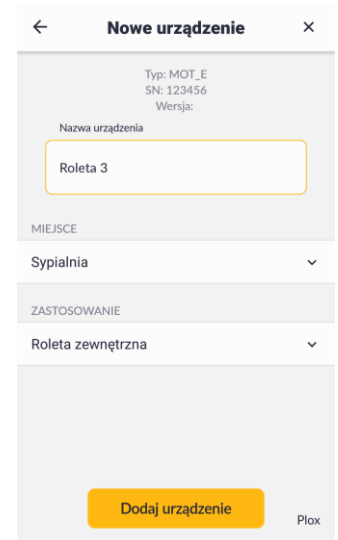 Nowe urządzenie
Typ: MOT_E
SN: 123456
Wersja:
Nazwa urządzenia
Roleta 3
MIEJSCE
Sypialnia
ZASTOSOWANIE
Roleta zewnętrzna
Dodaj urządzenie
Plox